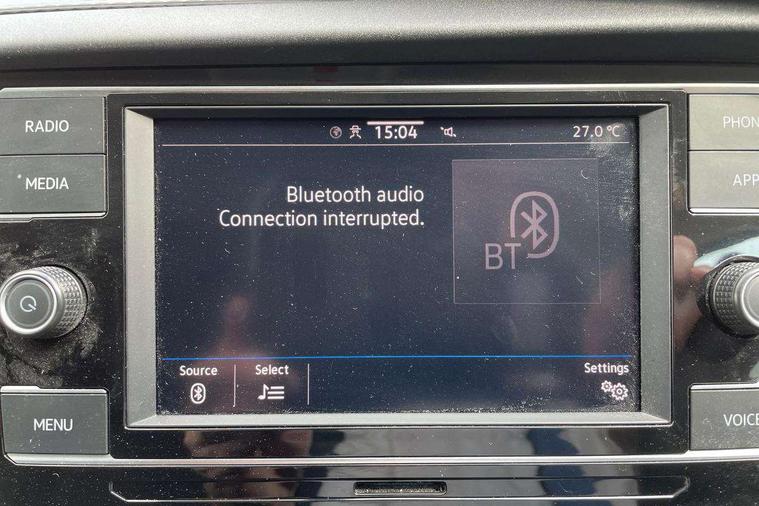 15:04
27.0 °C
RADIO
PHON
MEDIA
APP
Bluetooth audio
Connection interrupted.
BT
Source
Select
Settings
MENU
VOICE